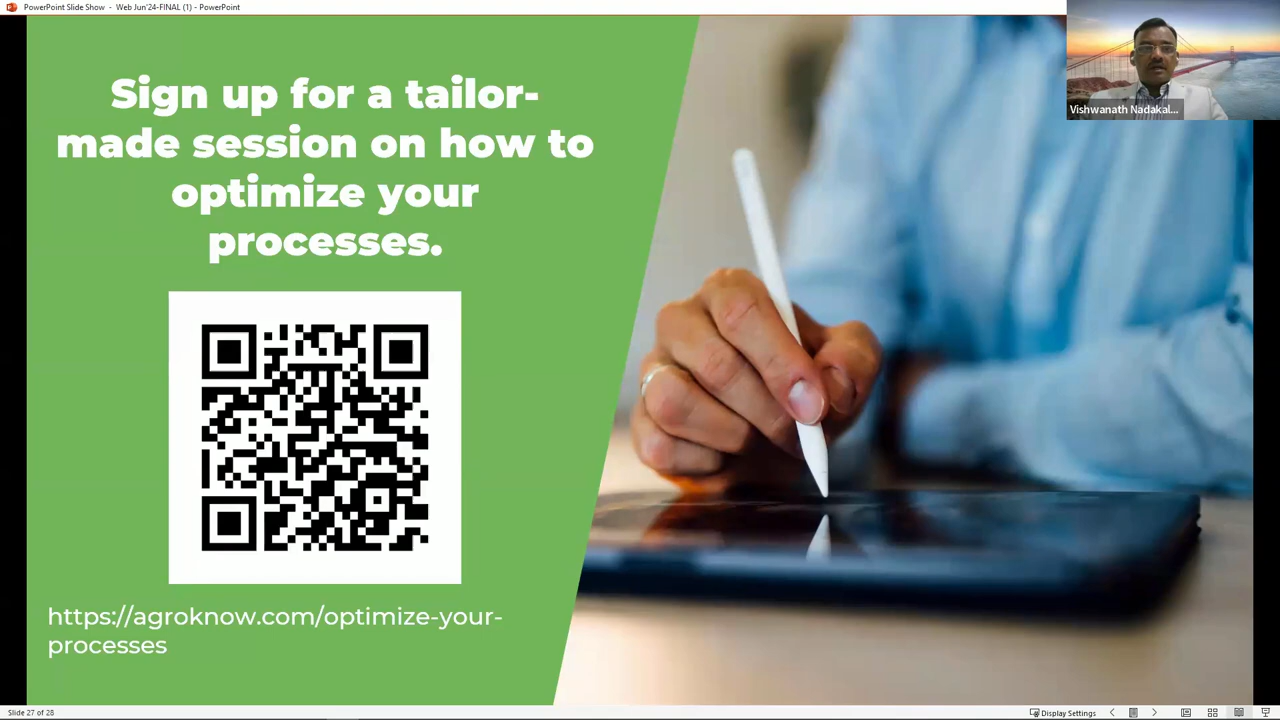 PowerPoint Slide Show - Web Jun'24-FINAL (1) - PowerPoint
Vishwanath Nadakal...
Sign up for a tailor-
made session on how to
optimize your
processes.
https://agroknow.com/optimize-your-
processes
Slide 27 of 28
Display Settings